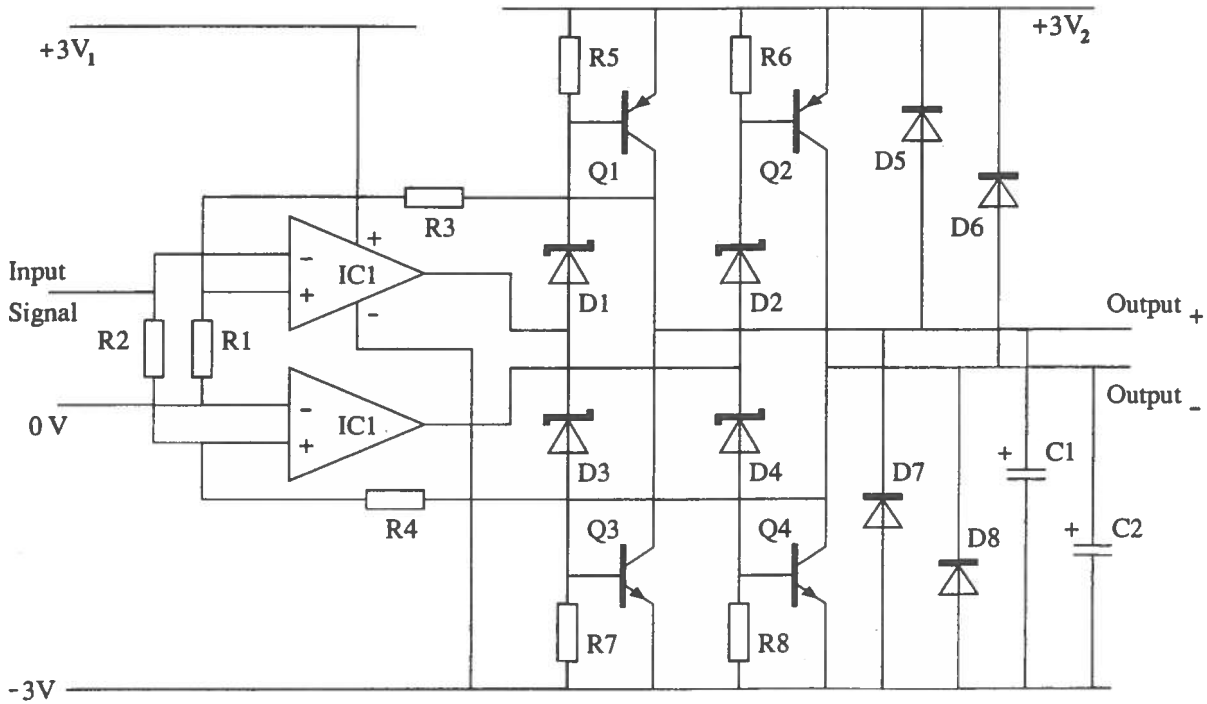 +3V₁
+3V₂
R5
R6
Q1
Q2
D5
D6
R3
+
-
IC1
+
-
D1
D2
Input
Signal
Output +
R2
R1
0 V
-
IC1
+
Output -
D3
D4
D7
+
C1
R4
Q3
Q4
D8
+
C2
R7
R8
-3V